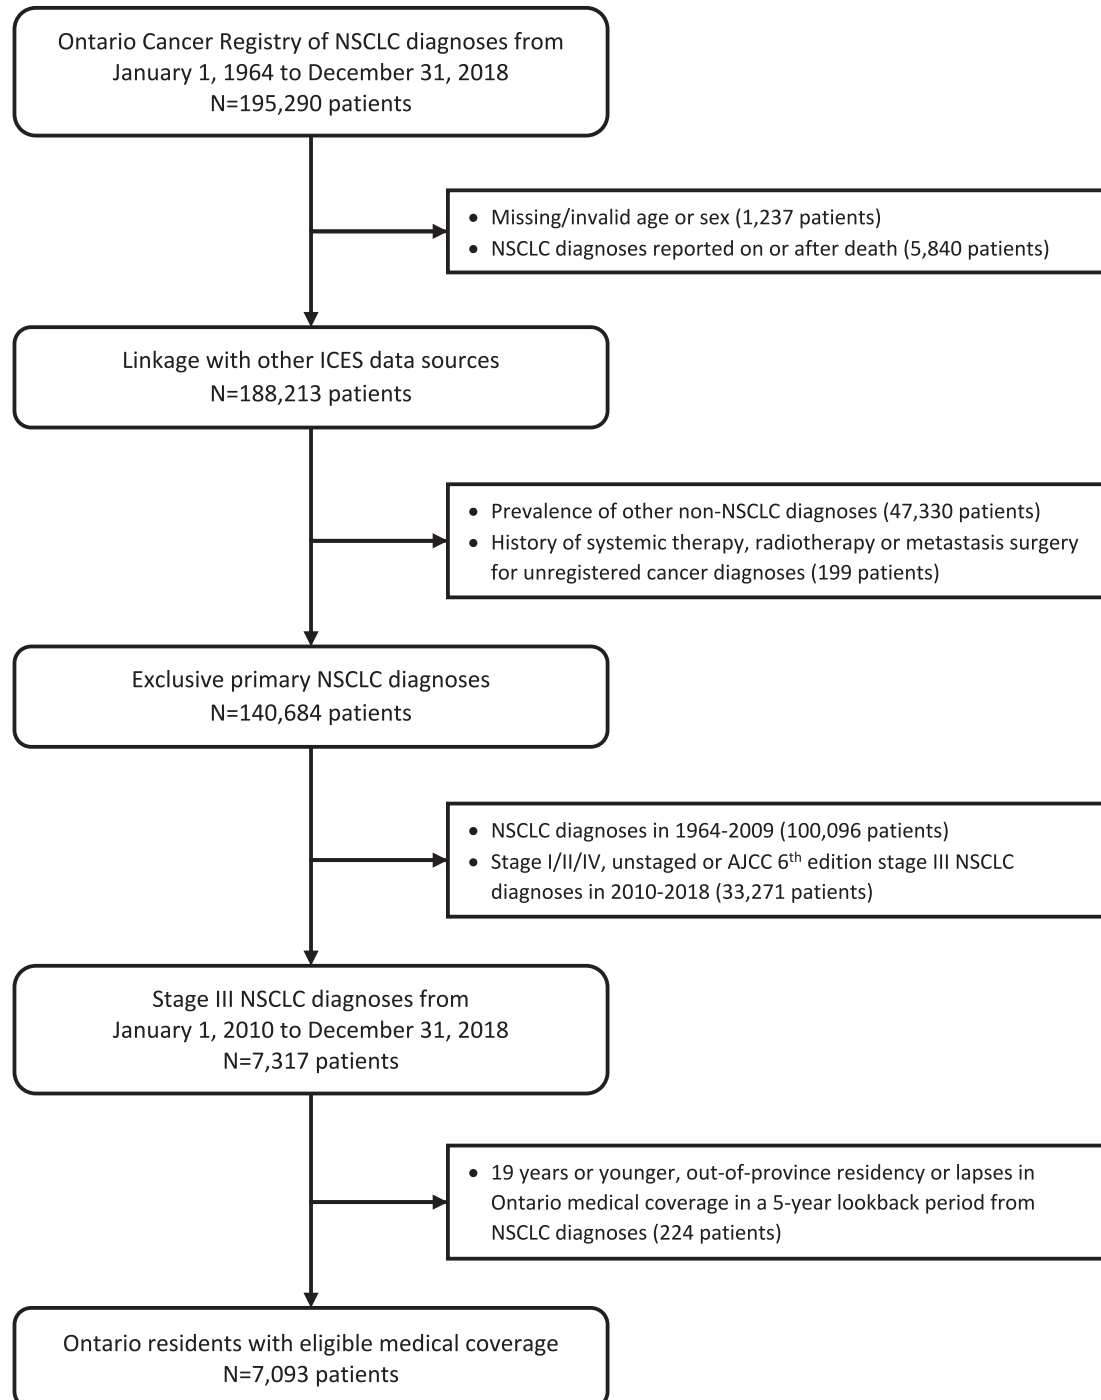 Ontario Cancer Registry of NSCLC diagnoses from
January 1, 1964 to December 31, 2018
N=195,290 patients
• Missing/invalid age or sex (1,237 patients)
• NSCLC diagnoses reported on or after death (5,840 patients)
Linkage with other ICES data sources
N=188,213 patients
• Prevalence of other non-NSCLC diagnoses (47,330 patients)
• History of systemic therapy, radiotherapy or metastasis surgery
for unregistered cancer diagnoses (199 patients)
Exclusive primary NSCLC diagnoses
N=140,684 patients
• NSCLC diagnoses in 1964-2009 (100,096 patients)
• Stage I/II/IV, unstaged or AJCC 6th edition stage III NSCLC
diagnoses in 2010-2018 (33,271 patients)
Stage III NSCLC diagnoses from
January 1, 2010 to December 31, 2018
N=7,317 patients
• 19 years or younger, out-of-province residency or lapses in
Ontario medical coverage in a 5-year lookback period from
NSCLC diagnoses (224 patients)
Ontario residents with eligible medical coverage
N=7,093 patients